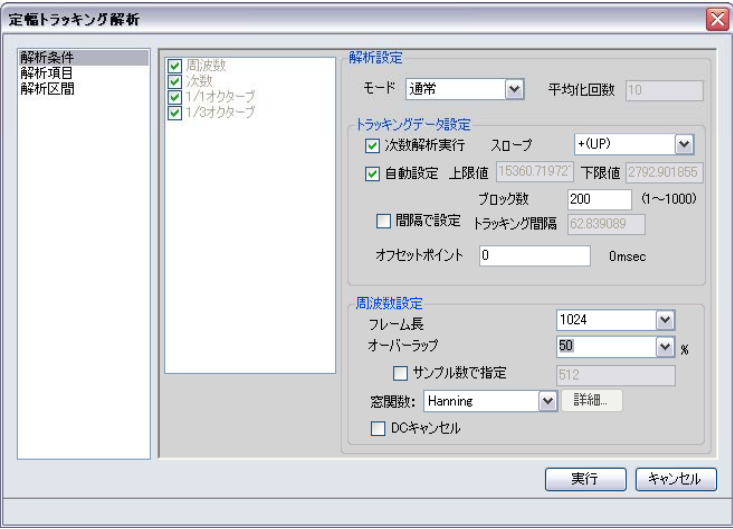 定幅トラッキング解析
解析条件
解析項目
解析区間
周波数
次数
1/1オクターブ
1/3オクターブ
解析設定
モード 通常 平均化回数 10
トラッキングデータ設定
次数解析実行 スロープ +(UP)
自動設定 上限値 15360.71972 下限値 2792.901855
ブロック数 200 (1～1000)
間隔で設定 トラッキング間隔 62.839089
オフセットポイント 0 0msec
周波数設定
フレーム長 1024
オーバーラップ 50 %
サンプル数で指定 512
窓関数: Hanning 詳細...
DCキャンセル
実行 キャンセル